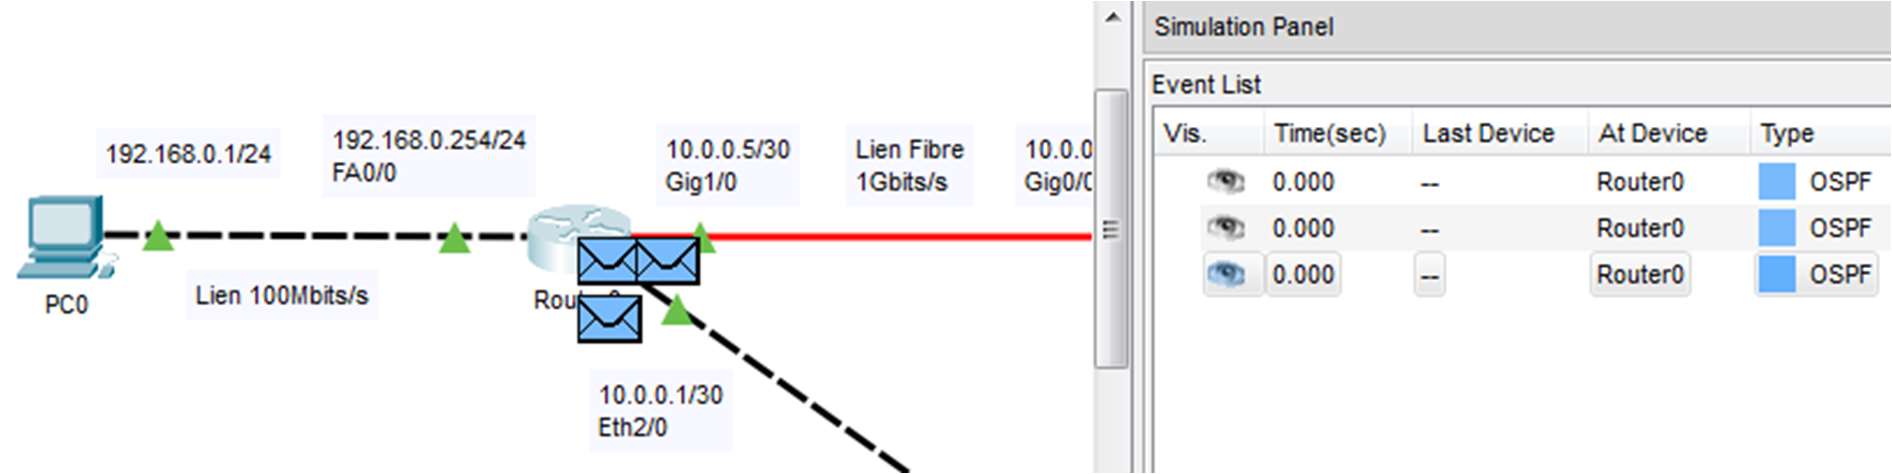 192.168.0.1/24
192.168.0.254/24
FA0/0
10.0.0.5/30
Gig1/0
Lien Fibre
1Gbits/s
10.0.0
Gig0/0
PC0
Lien 100Mbits/s
10.0.0.1/30
Eth2/0
Simulation Panel
Event List
Vis. Time(sec) Last Device At Device Type
0.000 -- Router0 OSPF
0.000 -- Router0 OSPF
0.000 -- Router0 OSPF